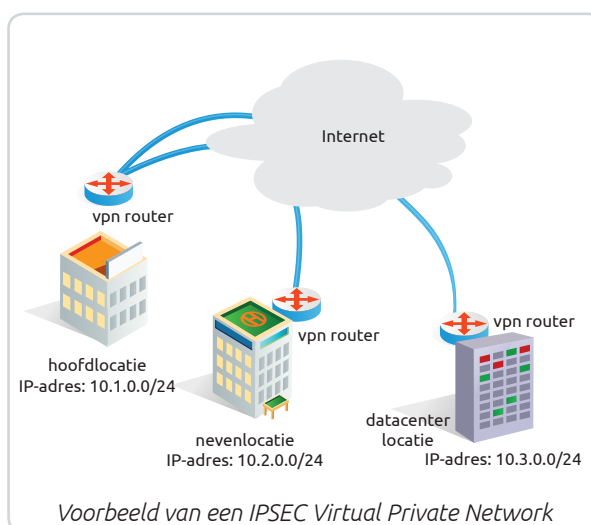 Internet
vpn router
hoofdlocatie
IP-adres: 10.1.0.0/24
vpn router
nevenlocatie
IP-adres: 10.2.0.0/24
vpn router
datacenter
locatie
IP-adres: 10.3.0.0/24
Voorbeeld van een IPSEC Virtual Private Network